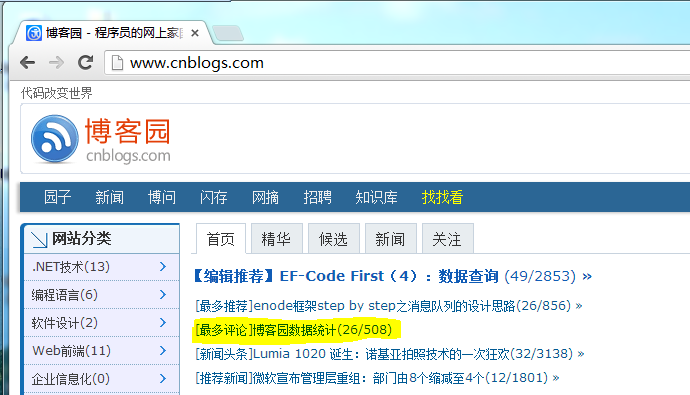 博客园 - 程序员的网上家
www.cnblogs.com
代码改变世界
博客园
cnblogs.com
园子 新闻 博问 闪存 网摘 招聘 知识库 找找看
网站分类
首页 精华 候选 新闻 关注
.NET技术(13)
编程语言(6)
软件设计(2)
Web前端(11)
企业信息化(0)
【编辑推荐】EF-Code First（4）：数据查询 (49/2853) »
[最多推荐]enode框架step by step之消息队列的设计思路(26/856) »
[最多评论]博客园数据统计(26/508)
[新闻头条]Lumia 1020 诞生：诺基亚拍照技术的一次狂欢(32/3138) »
[推荐新闻]微软宣布管理层重组：部门由8个缩减至4个(12/1801) »